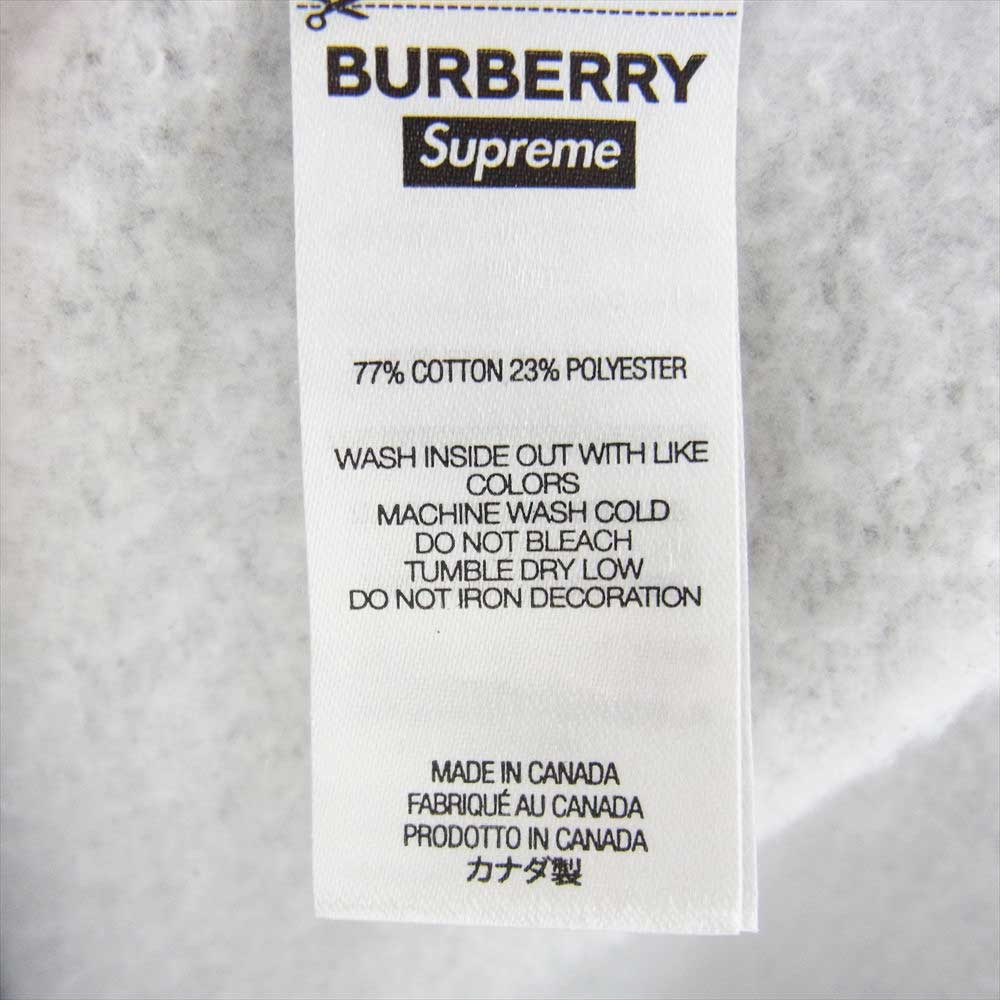 BURBERRY
Supreme
77% COTTON 23% POLYESTER
WASH INSIDE OUT WITH LIKE
COLORS
MACHINE WASH COLD
DO NOT BLEACH
TUMBLE DRY LOW
DO NOT IRON DECORATION
MADE IN CANADA
FABRIQUÉ AU CANADA
PRODOTTO IN CANADA
カナダ製